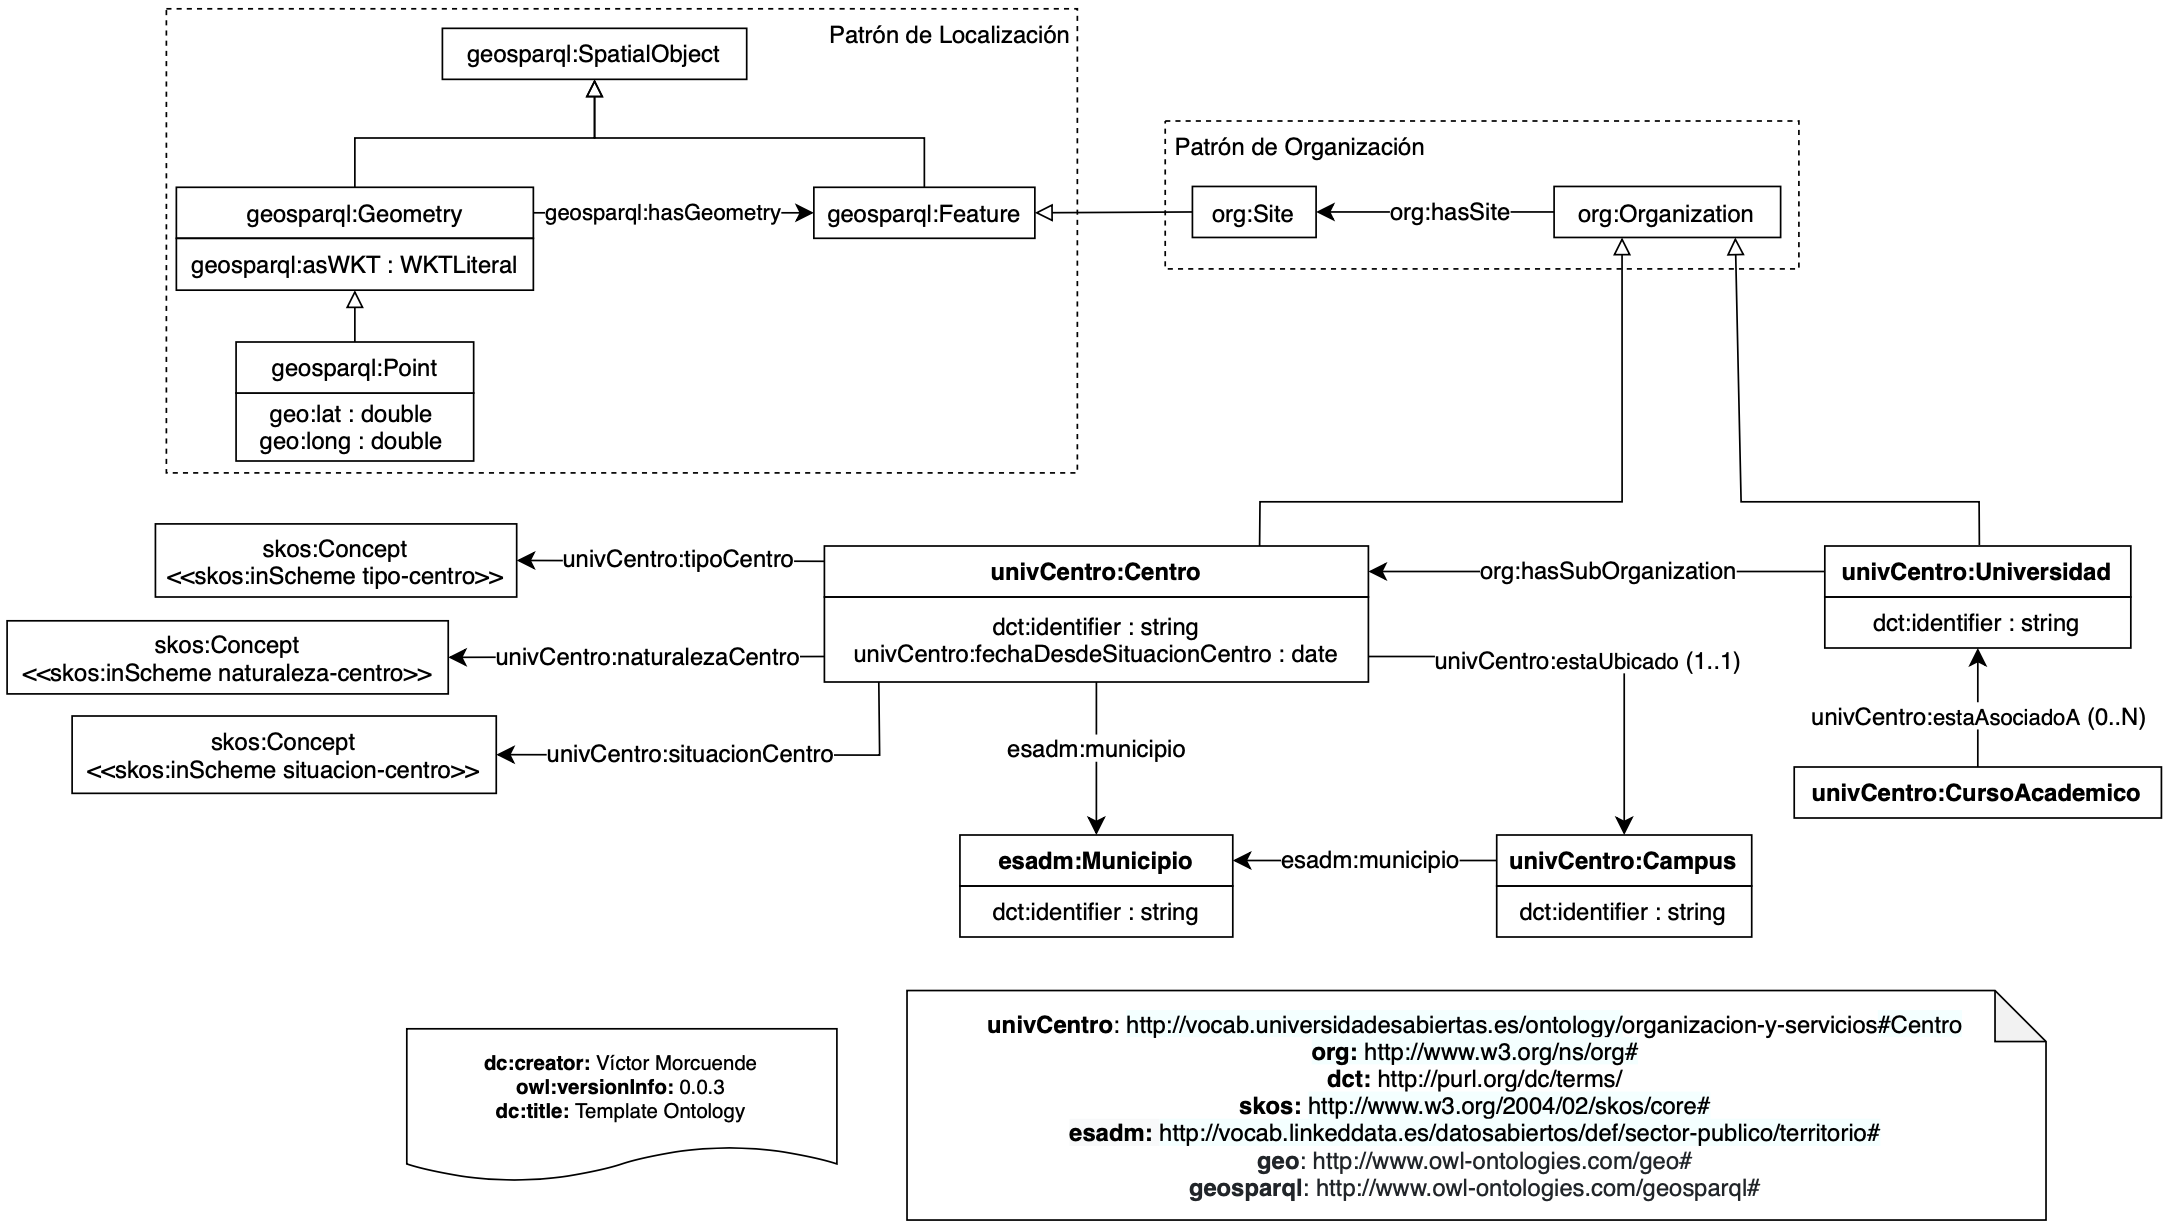 Patrón de Localización
geosparql:SpatialObject
Patrón de Organización
geosparql:Geometry
geosparql:asWKT : WKTLiteral
geosparql:hasGeometry
geosparql:Feature
org:Site
org:hasSite
org:Organization
geosparql:Point
geo:lat : double
geo:long : double
skos:Concept
<<skos:inScheme tipo-centro>>
univCentro:tipoCentro
univCentro:Centro
dct:identifier : string
univCentro:fechaDesdeSituacionCentro : date
org:hasSubOrganization
univCentro:Universidad
dct:identifier : string
skos:Concept
<<skos:inScheme naturaleza-centro>>
univCentro:naturalezaCentro
univCentro:estaUbicado (1..1)
univCentro:estaAsociadoA (0..N)
skos:Concept
<<skos:inScheme situacion-centro>>
univCentro:situacionCentro
esadm:municipio
univCentro:CursoAcademico
esadm:Municipio
dct:identifier : string
esadm:municipio
univCentro:Campus
dct:identifier : string
dc:creator: Víctor Morcuende
owl:versionInfo: 0.0.3
dc:title: Template Ontology
univCentro: http://vocab.universidadesabiertas.es/ontology/organizacion-y-servicios#Centro
org: http://www.w3.org/ns/org#
dct: http://purl.org/dc/terms/
skos: http://www.w3.org/2004/02/skos/core#
esadm: http://vocab.linkeddata.es/datosabiertos/def/sector-publico/territorio#
geo: http://www.owl-ontologies.com/geo#
geosparql: http://www.owl-ontologies.com/geosparql#